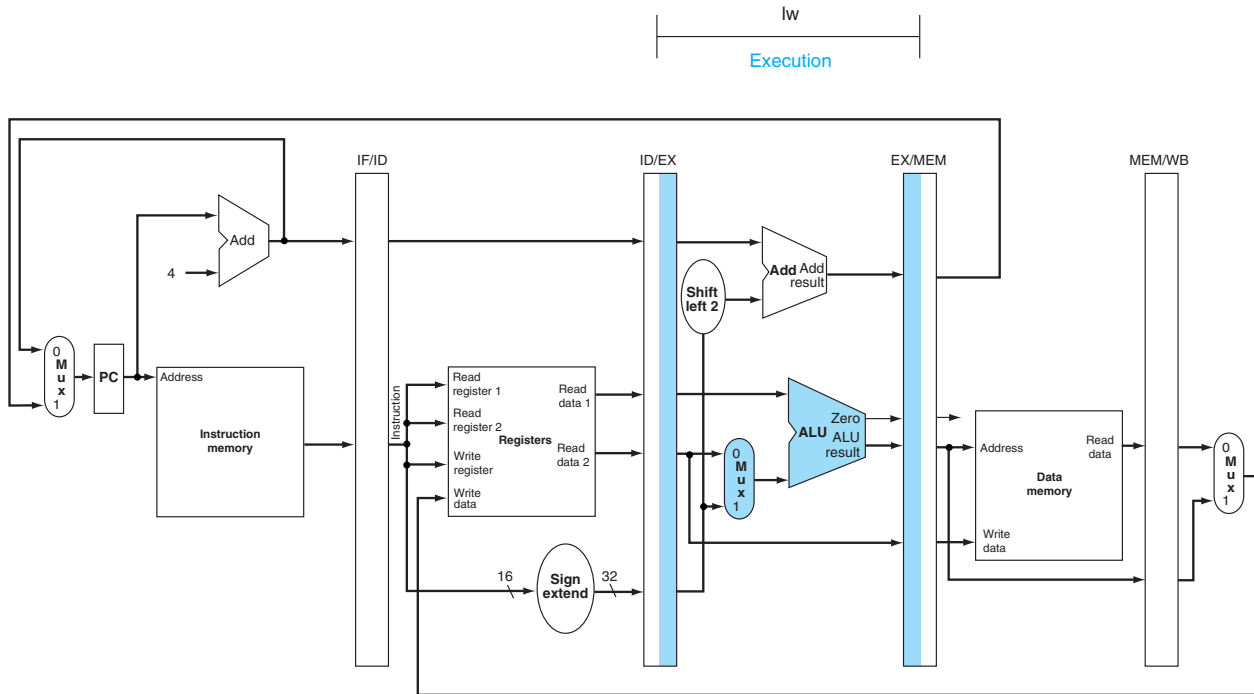 lw
Execution
IF/ID
ID/EX
EX/MEM
MEM/WB
Add
4
Shift
left 2
Add
Add
result
0
M
u
x
1
PC
Address
Instruction
memory
Instruction
Read
register 1
Read
register 2
Write
register
Write
data
Registers
Read
data 1
Read
data 2
16
Sign
extend
32
0
M
u
x
1
ALU
Zero
ALU
result
Address
Write
data
Data
memory
Read
data
0
M
u
x
1